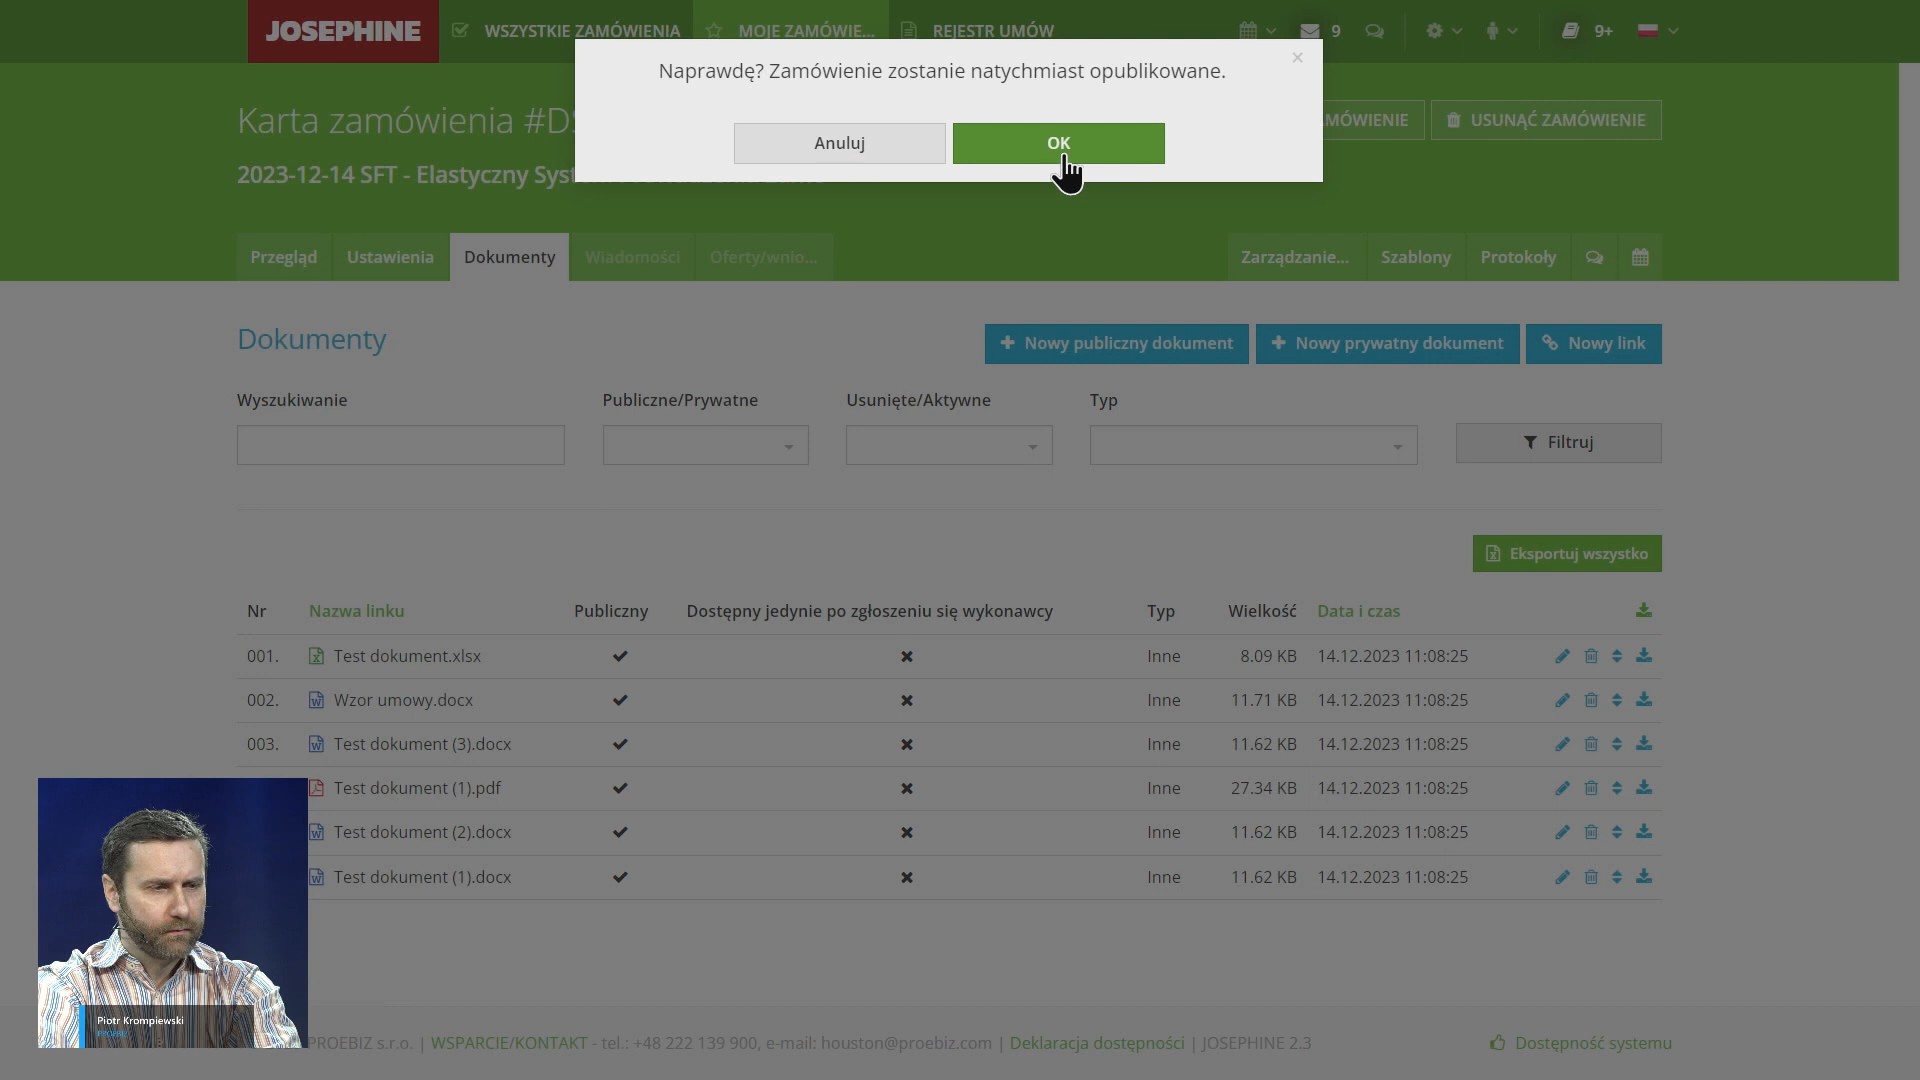 JOSEPHINE
WSZYSTKIE ZAMÓWIENIA
MOJE ZAMÓWIE...
REJESTR UMÓW
9
9+
Naprawdę? Zamówienie zostanie natychmiast opublikowane.
×
Anuluj
OK
Karta zamówienia #D
MÓWIENIE
USUNĄĆ ZAMÓWIENIE
2023-12-14 SFT - Elastyczny Sys
Przegląd
Ustawienia
Dokumenty
Wiadomości
Oferty/wnio...
Zarządzanie...
Szablony
Protokoły
Dokumenty
Nowy publiczny dokument
Nowy prywatny dokument
Nowy link
Wyszukiwanie
Publiczne/Prywatne
Usunięte/Aktywne
Typ
Filtruj
Eksportuj wszystko
Nr Nazwa linku Publiczny Dostępny jedynie po zgłoszeniu się wykonawcy Typ Wielkość Data i czas
001. Test dokument.xlsx Inne 8.09 KB 14.12.2023 11:08:25
002. Wzor umowy.docx Inne 11.71 KB 14.12.2023 11:08:25
003. Test dokument (3).docx Inne 11.62 KB 14.12.2023 11:08:25
Test dokument (1).pdf Inne 27.34 KB 14.12.2023 11:08:25
Test dokument (2).docx Inne 11.62 KB 14.12.2023 11:08:25
Test dokument (1).docx Inne 11.62 KB 14.12.2023 11:08:25
Piotr Krompiewski
PROEBIZ
PROEBIZ s.r.o. | WSPARCIE/KONTAKT - tel.: +48 222 139 900, e-mail: houston@proebiz.com | Deklaracja dostępności | JOSEPHINE 2.3
Dostępność systemu